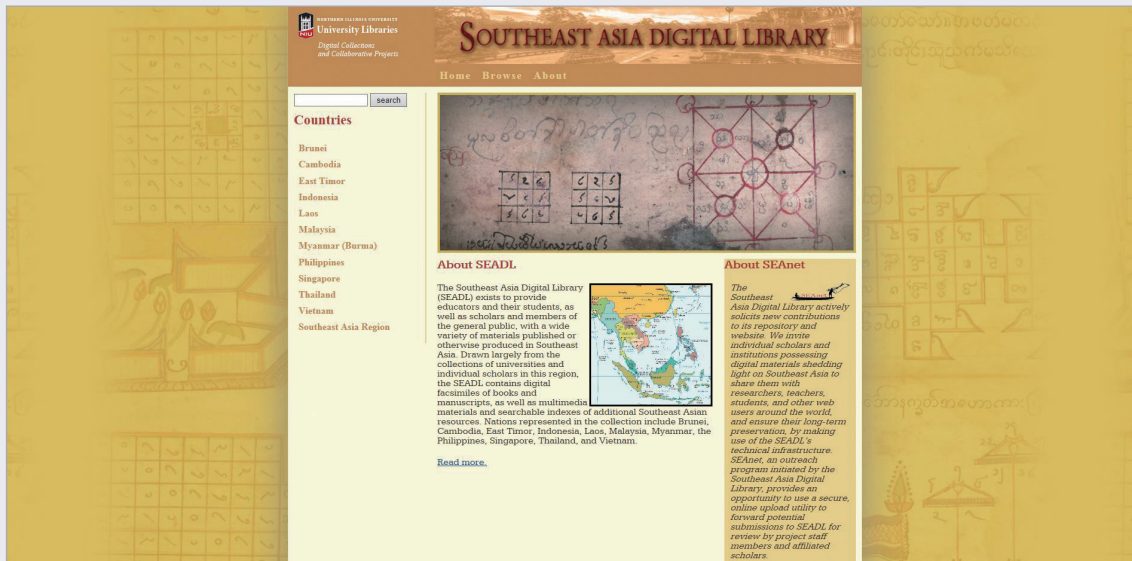 NORTHERN ILLINOIS UNIVERSITY
University Libraries
NIU
Digital Collections
and Collaborative Projects
SOUTHEAST ASIA DIGITAL LIBRARY
Home Browse About
search
Countries
Brunei
Cambodia
East Timor
Indonesia
Laos
Malaysia
Myanmar (Burma)
Philippines
Singapore
Thailand
Vietnam
Southeast Asia Region
About SEADL
The Southeast Asia Digital Library
(SEADL) exists to provide
educators and their students, as
well as scholars and members of
the general public, with a wide
variety of materials published or
otherwise produced in Southeast
Asia. Drawn largely from the
collections of universities and
individual scholars in this region,
the SEADL contains digital
facsimiles of books and
manuscripts, as well as multimedia
materials and searchable indexes of additional Southeast Asian
resources. Nations represented in the collection include Brunei,
Cambodia, East Timor, Indonesia, Laos, Malaysia, Myanmar, the
Philippines, Singapore, Thailand, and Vietnam.
Read more.
About SEAnet
The
Southeast
Asia Digital Library actively
solicits new contributions
to its repository and
website. We invite
individual scholars and
institutions possessing
digital materials shedding
light on Southeast Asia to
share them with
researchers, teachers,
students, and other web
users around the world,
and ensure their long-term
preservation, by making
use of the SEADL's
technical infrastructure.
SEAnet, an outreach
program initiated by the
Southeast Asia Digital
Library, provides an
opportunity to use a secure,
online upload utility to
forward potential
submissions to SEADL for
review by project staff
members and affiliated
scholars.